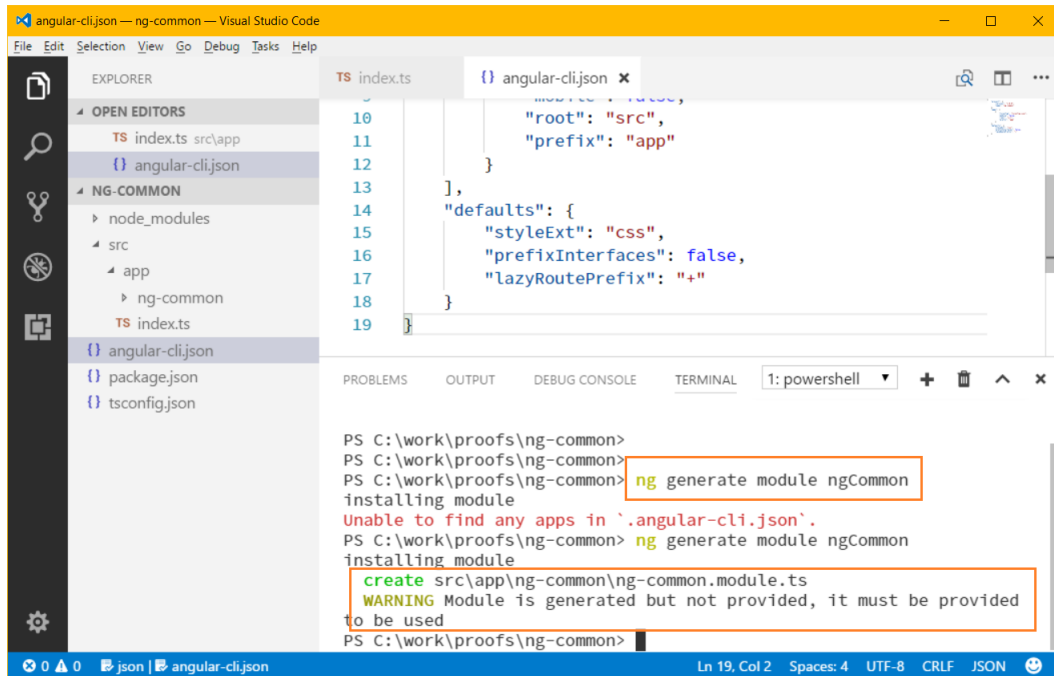 angular-cli.json — ng-common — Visual Studio Code
File Edit Selection View Go Debug Tasks Help
EXPLORER
OPEN EDITORS
TS index.ts src\app
{} angular-cli.json
NG-COMMON
node_modules
src
app
ng-common
TS index.ts
{} angular-cli.json
{} package.json
{} tsconfig.json
TS index.ts {} angular-cli.json
9 "mobile": false,
10 "root": "src",
11 "prefix": "app"
12 }
13 ],
14 "defaults": {
15 "styleExt": "css",
16 "prefixInterfaces": false,
17 "lazyRoutePrefix": "+"
18 }
19 }
PROBLEMS OUTPUT DEBUG CONSOLE TERMINAL 1: powershell
PS C:\work\proofs\ng-common>
PS C:\work\proofs\ng-common>
PS C:\work\proofs\ng-common> ng generate module ngCommon
installing module
Unable to find any apps in `.angular-cli.json`.
PS C:\work\proofs\ng-common> ng generate module ngCommon
installing module
create src\app\ng-common\ng-common.module.ts
WARNING Module is generated but not provided, it must be provided
to be used
PS C:\work\proofs\ng-common>
0 0 json | angular-cli.json Ln 19, Col 2 Spaces: 4 UTF-8 CRLF JSON